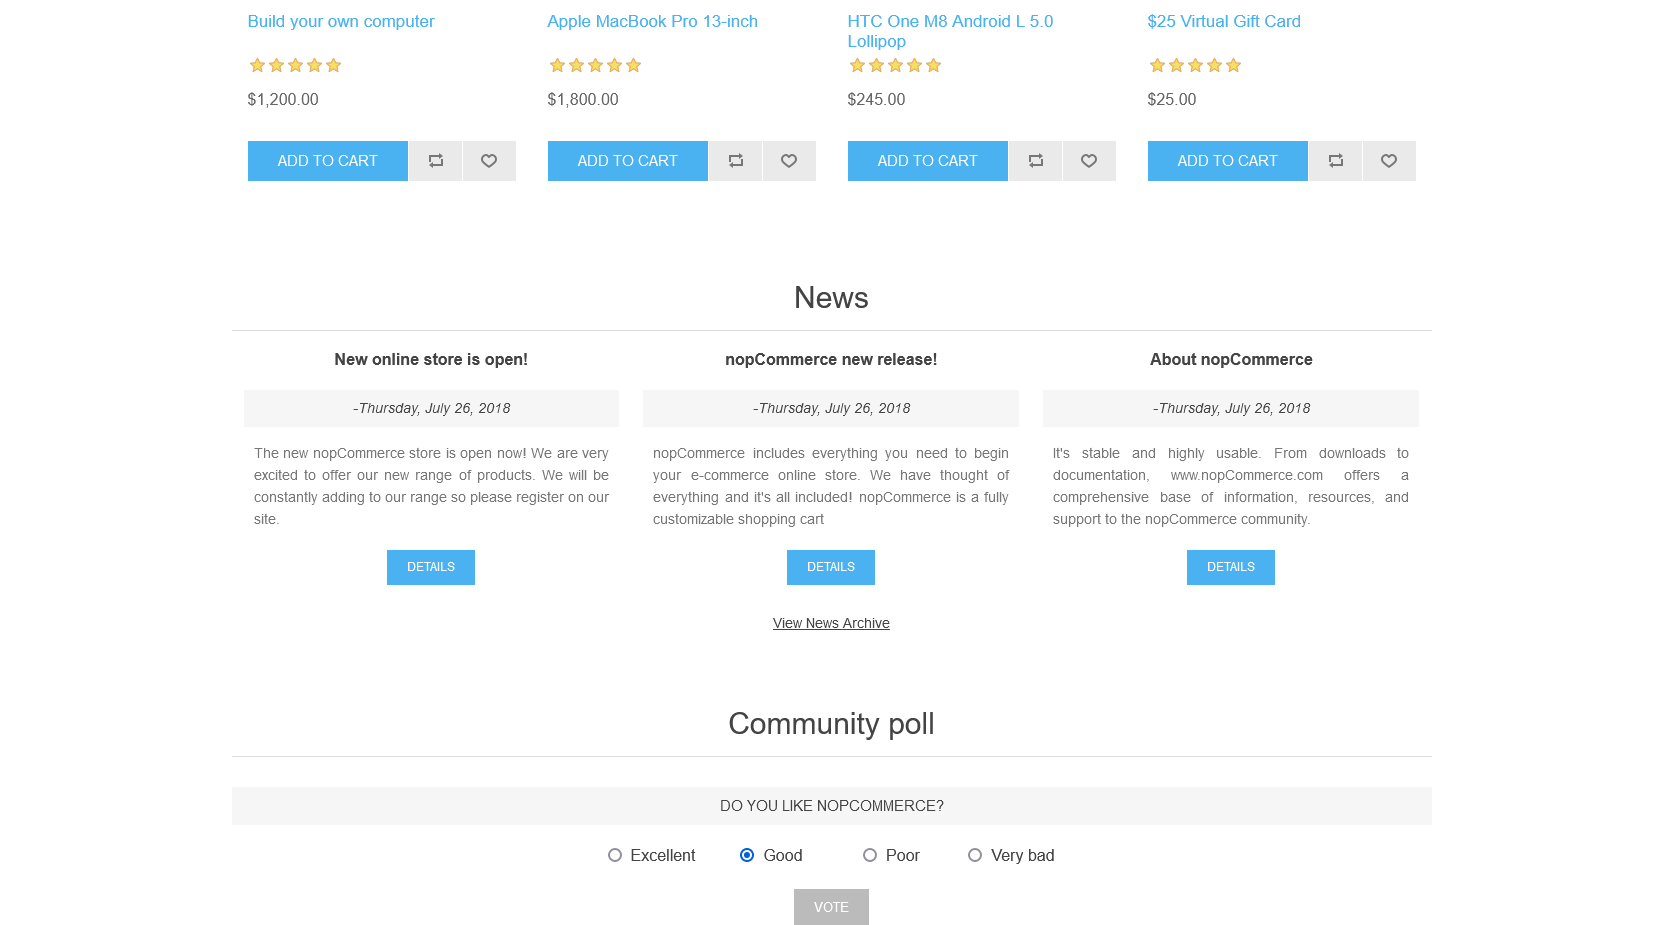 Build your own computer
Apple MacBook Pro 13-inch
HTC One M8 Android L 5.0
Lollipop
$25 Virtual Gift Card
$1,200.00
$1,800.00
$245.00
$25.00
ADD TO CART
ADD TO CART
ADD TO CART
ADD TO CART
News
New online store is open!
-Thursday, July 26, 2018
The new nopCommerce store is open now! We are very
excited to offer our new range of products. We will be
constantly adding to our range so please register on our
site.
DETAILS
nopCommerce new release!
-Thursday, July 26, 2018
nopCommerce includes everything you need to begin
your e-commerce online store. We have thought of
everything and it's all included! nopCommerce is a fully
customizable shopping cart
DETAILS
About nopCommerce
-Thursday, July 26, 2018
It's stable and highly usable. From downloads to
documentation, www.nopCommerce.com offers a
comprehensive base of information, resources, and
support to the nopCommerce community.
DETAILS
View News Archive
Community poll
DO YOU LIKE NOPCOMMERCE?
Excellent
Good
Poor
Very bad
VOTE